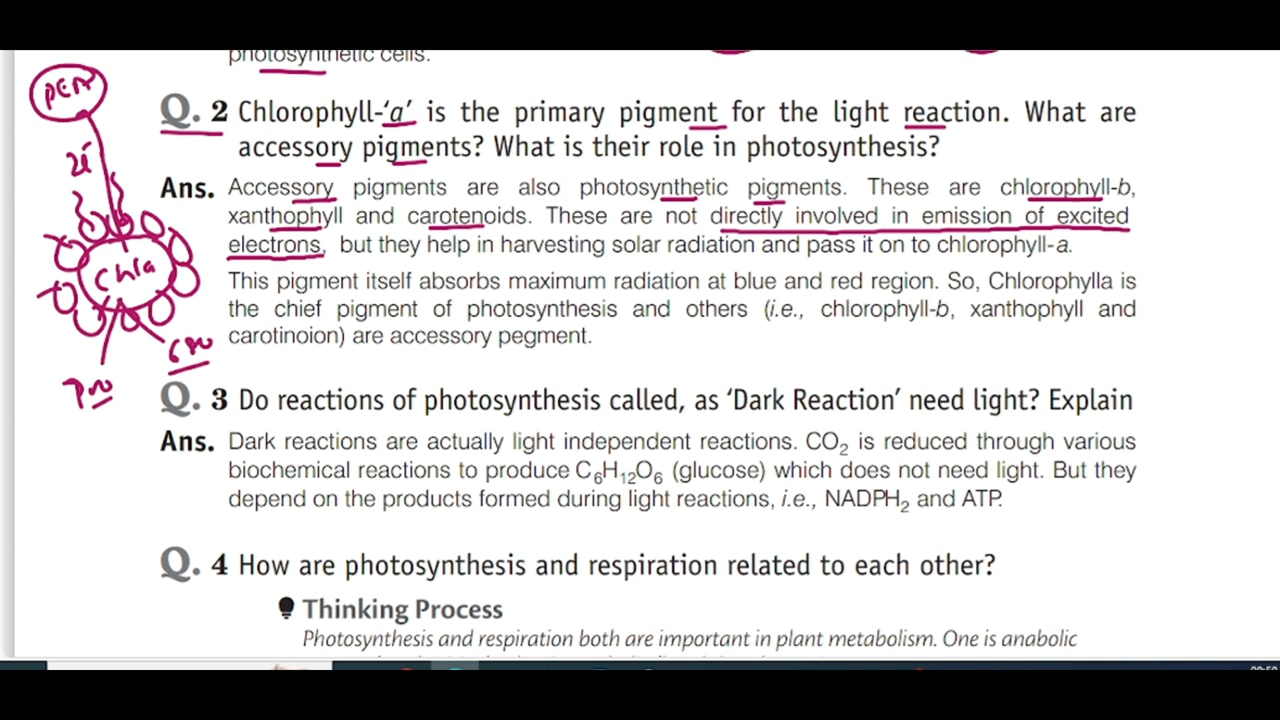 photosynthetic cells.
PEA
Q. 2 Chlorophyll-‘a’ is the primary pigment for the light reaction. What are
accessory pigments? What is their role in photosynthesis?
2e
Ans. Accessory pigments are also photosynthetic pigments. These are chlorophyll-b,
xanthophyll and carotenoids. These are not directly involved in emission of excited
electrons, but they help in harvesting solar radiation and pass it on to chlorophyll-a.
Chla
This pigment itself absorbs maximum radiation at blue and red region. So, Chlorophylla is
the chief pigment of photosynthesis and others (i.e., chlorophyll-b, xanthophyll and
carotinoion) are accessory pegment.
680
700
Q. 3 Do reactions of photosynthesis called, as ‘Dark Reaction’ need light? Explain
Ans. Dark reactions are actually light independent reactions. CO₂ is reduced through various
biochemical reactions to produce C₆H₁₂O₆ (glucose) which does not need light. But they
depend on the products formed during light reactions, i.e., NADPH₂ and ATP.
Q. 4 How are photosynthesis and respiration related to each other?
Thinking Process
Photosynthesis and respiration both are important in plant metabolism. One is anabolic